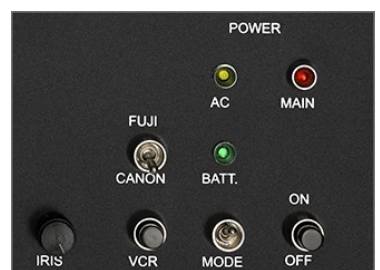 POWER
AC MAIN
FUJI
CANON BATT.
ON
IRIS VCR MODE OFF